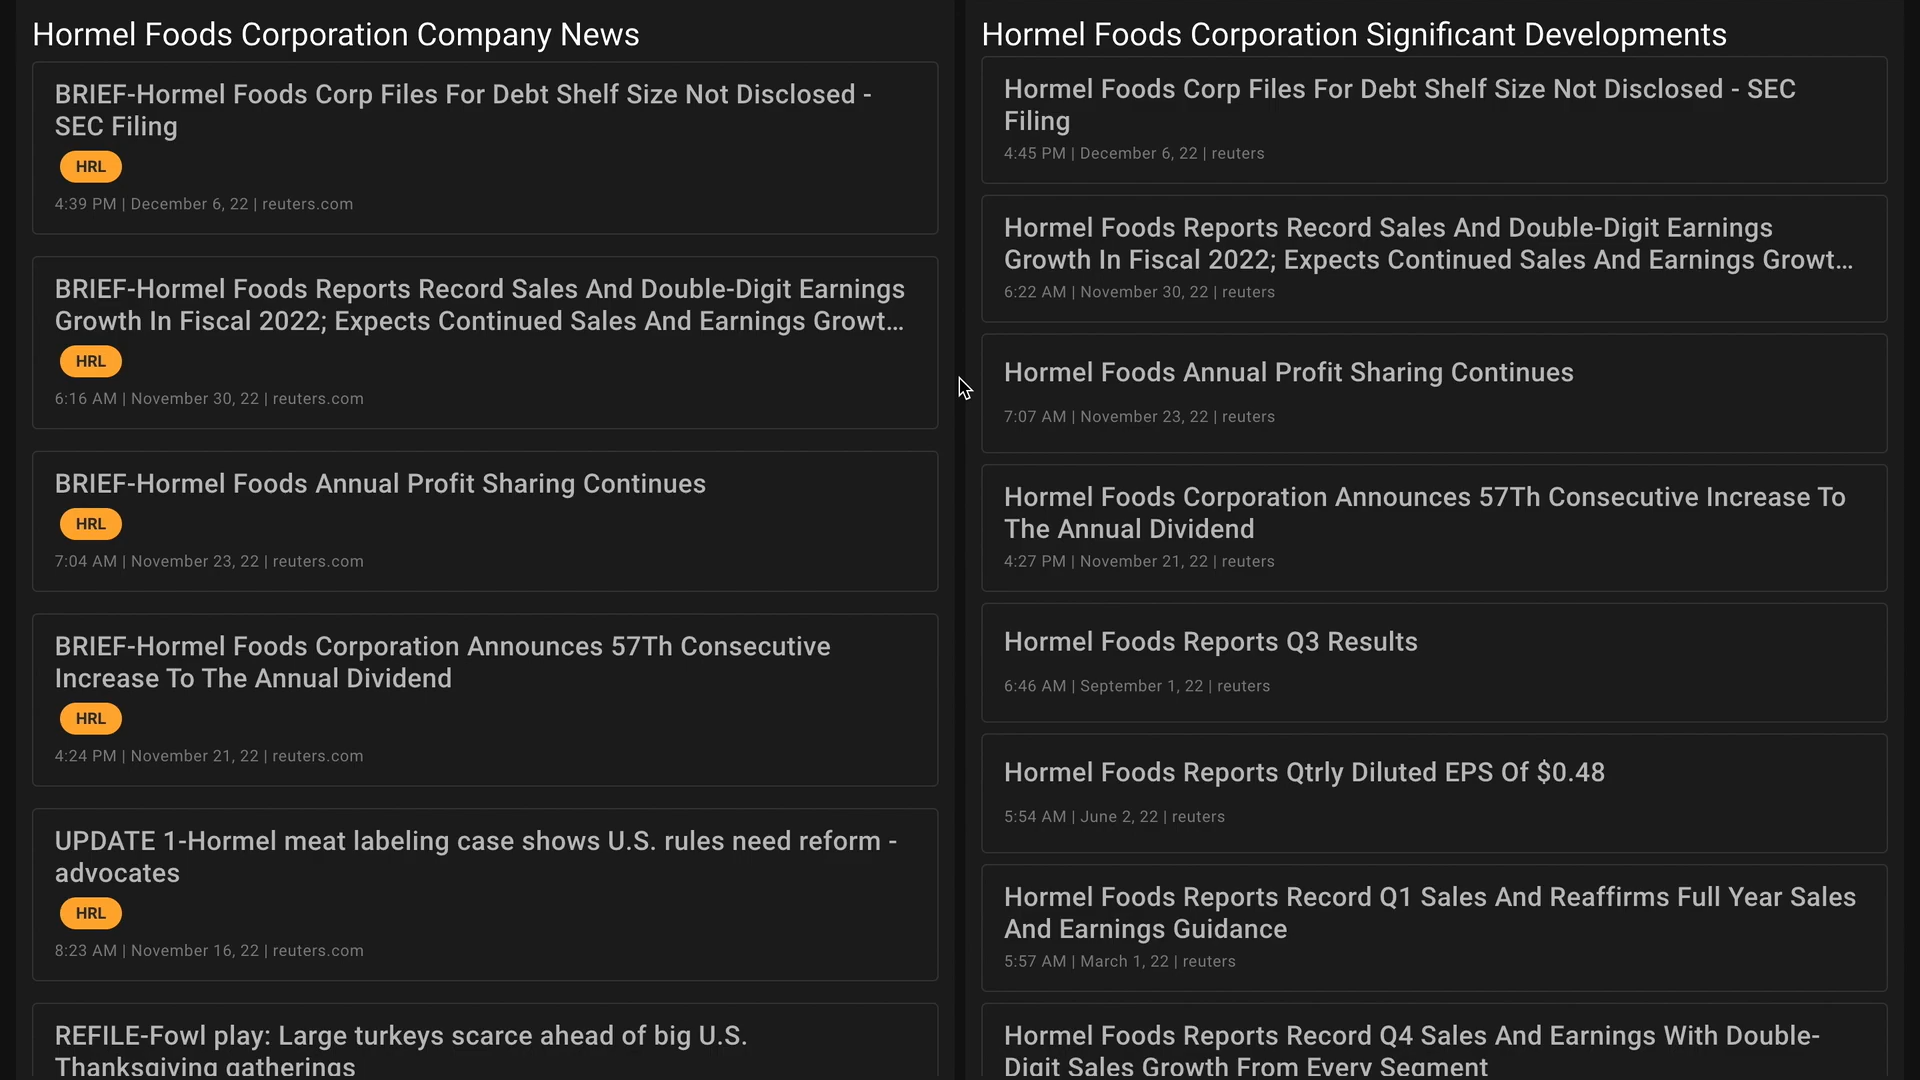 Hormel Foods Corporation Company News
BRIEF-Hormel Foods Corp Files For Debt Shelf Size Not Disclosed -
SEC Filing
HRL
4:39 PM | December 6, 22 | reuters.com
BRIEF-Hormel Foods Reports Record Sales And Double-Digit Earnings
Growth In Fiscal 2022; Expects Continued Sales And Earnings Growt...
HRL
6:16 AM | November 30, 22 | reuters.com
BRIEF-Hormel Foods Annual Profit Sharing Continues
HRL
7:04 AM | November 23, 22 | reuters.com
BRIEF-Hormel Foods Corporation Announces 57Th Consecutive
Increase To The Annual Dividend
HRL
4:24 PM | November 21, 22 | reuters.com
UPDATE 1-Hormel meat labeling case shows U.S. rules need reform -
advocates
HRL
8:23 AM | November 16, 22 | reuters.com
REFILE-Fowl play: Large turkeys scarce ahead of big U.S.
Thanksgiving gatherings
Hormel Foods Corporation Significant Developments
Hormel Foods Corp Files For Debt Shelf Size Not Disclosed - SEC
Filing
4:45 PM | December 6, 22 | reuters
Hormel Foods Reports Record Sales And Double-Digit Earnings
Growth In Fiscal 2022; Expects Continued Sales And Earnings Growt...
6:22 AM | November 30, 22 | reuters
Hormel Foods Annual Profit Sharing Continues
7:07 AM | November 23, 22 | reuters
Hormel Foods Corporation Announces 57Th Consecutive Increase To
The Annual Dividend
4:27 PM | November 21, 22 | reuters
Hormel Foods Reports Q3 Results
6:46 AM | September 1, 22 | reuters
Hormel Foods Reports Qtrly Diluted EPS Of $0.48
5:54 AM | June 2, 22 | reuters
Hormel Foods Reports Record Q1 Sales And Reaffirms Full Year Sales
And Earnings Guidance
5:57 AM | March 1, 22 | reuters
Hormel Foods Reports Record Q4 Sales And Earnings With Double-
Digit Sales Growth From Every Segment